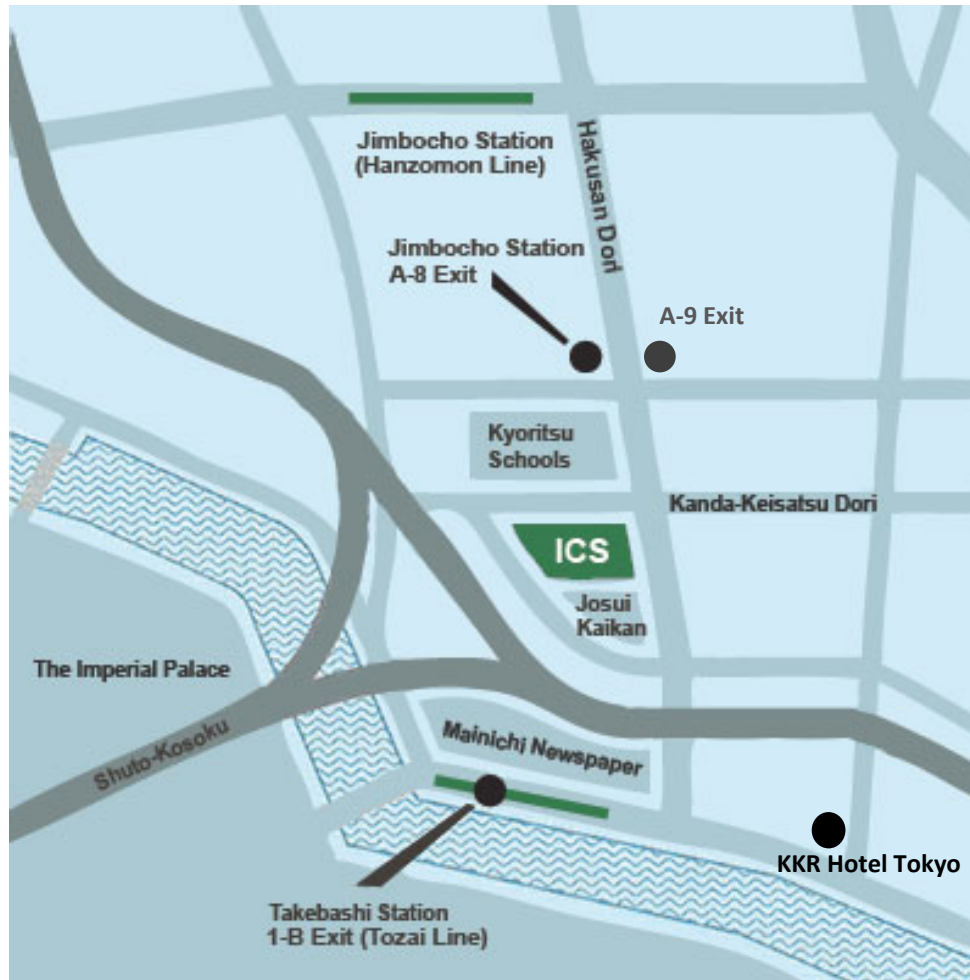 Jimbocho Station
(Hanzomon Line)
Hakusan Dori
Jimbocho Station
A-8 Exit
A-9 Exit
Kyoritsu
Schools
Kanda-Keisatsu Dori
ICS
Josui
Kaikan
The Imperial Palace
Shuto-Kosoku
Mainichi Newspaper
KKR Hotel Tokyo
Takebashi Station
1-B Exit (Tozai Line)